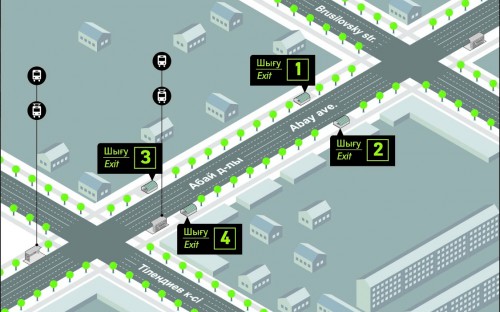 Brusilovsky str.
Шығу
Exit
1
Abay ave.
Шығу
Exit
2
Шығу
Exit
3
Абай д-лы
Шығу
Exit
4
Тілендиев к-сі